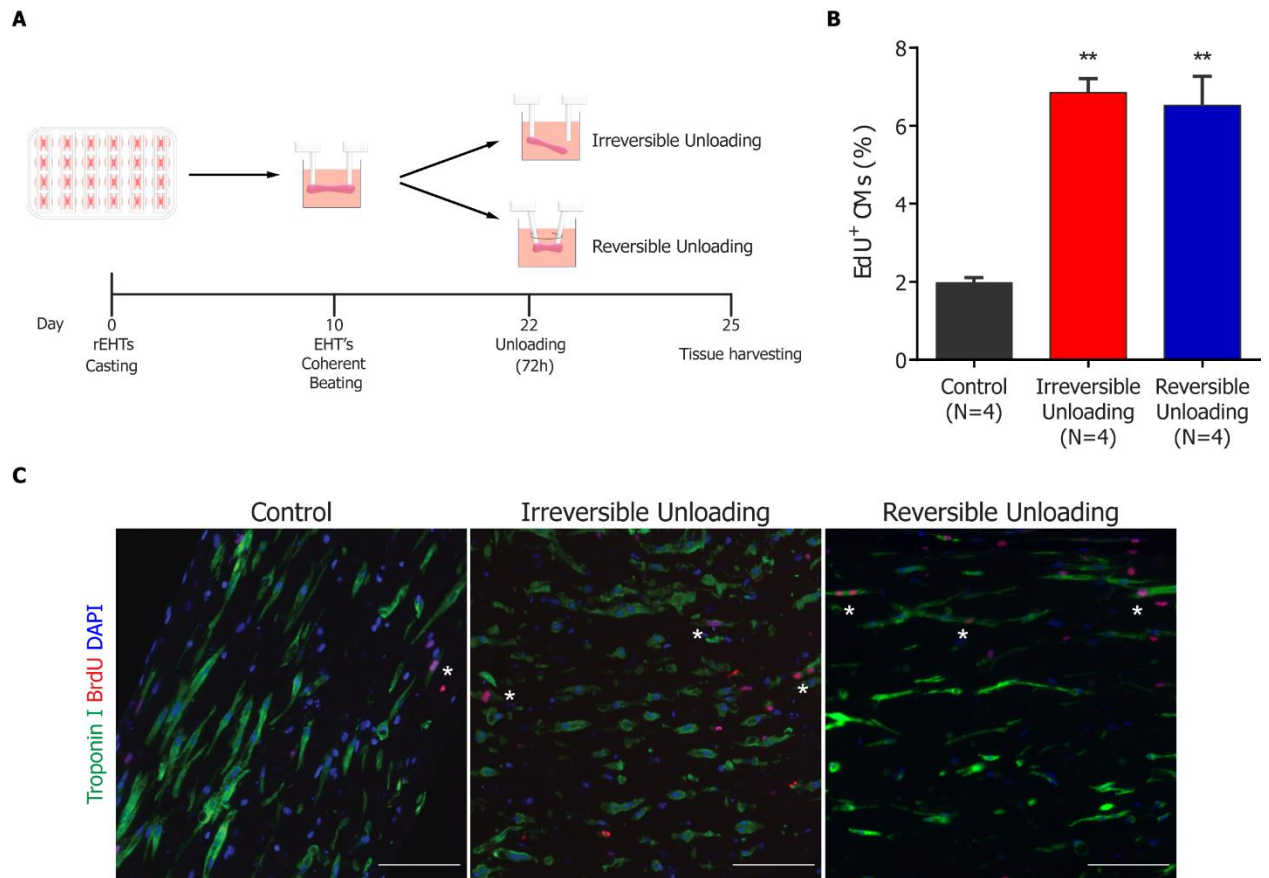 A
Irreversible Unloading
Reversible Unloading
Day
0
10
22
25
rEHTs
Casting
EHT's
Coherent
Beating
Unloading
(72h)
Tissue harvesting
B
EdU+ CMs (%)
8
6
4
2
0
**
**
Control
(N=4)
Irreversible
Unloading
(N=4)
Reversible
Unloading
(N=4)
C
Control
Irreversible Unloading
Reversible Unloading
Troponin I BrdU DAPI
*
*
*
*
*
*
*